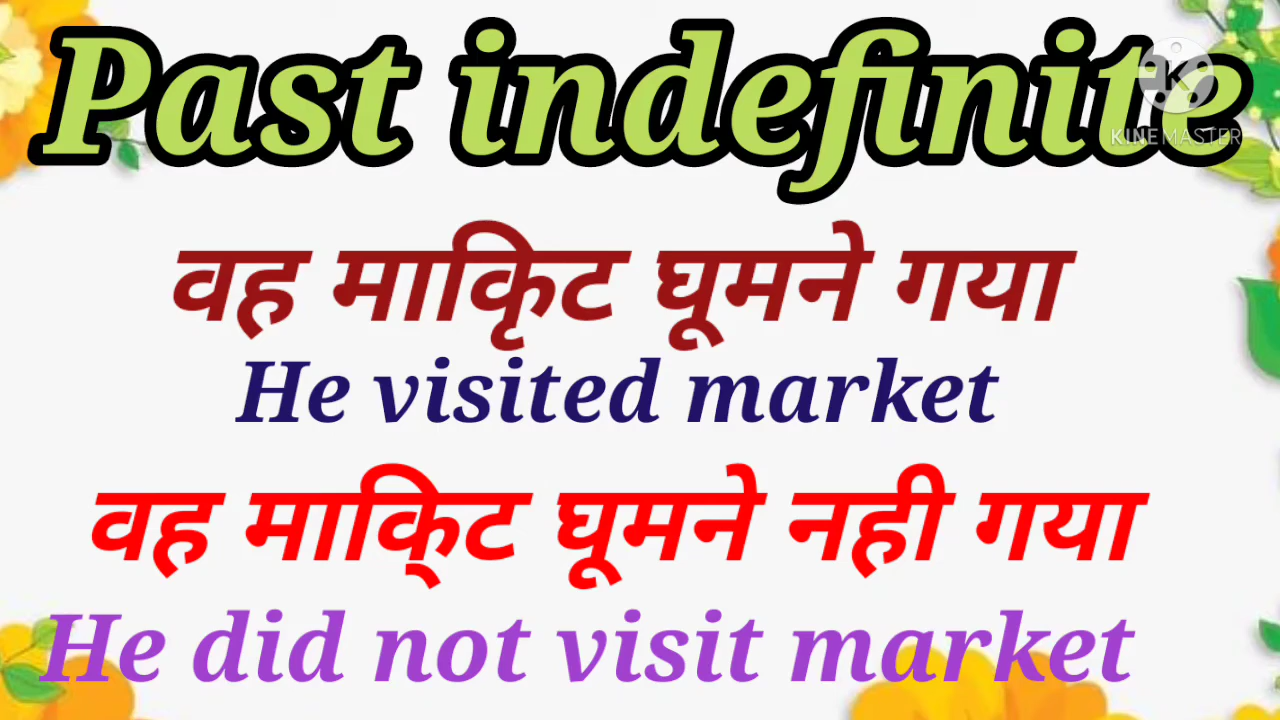 Past indefinite
KINEMASTER
वह माकृिट घूमने गया
He visited market
वह माकि्ट घूमने नही गया
He did not visit market